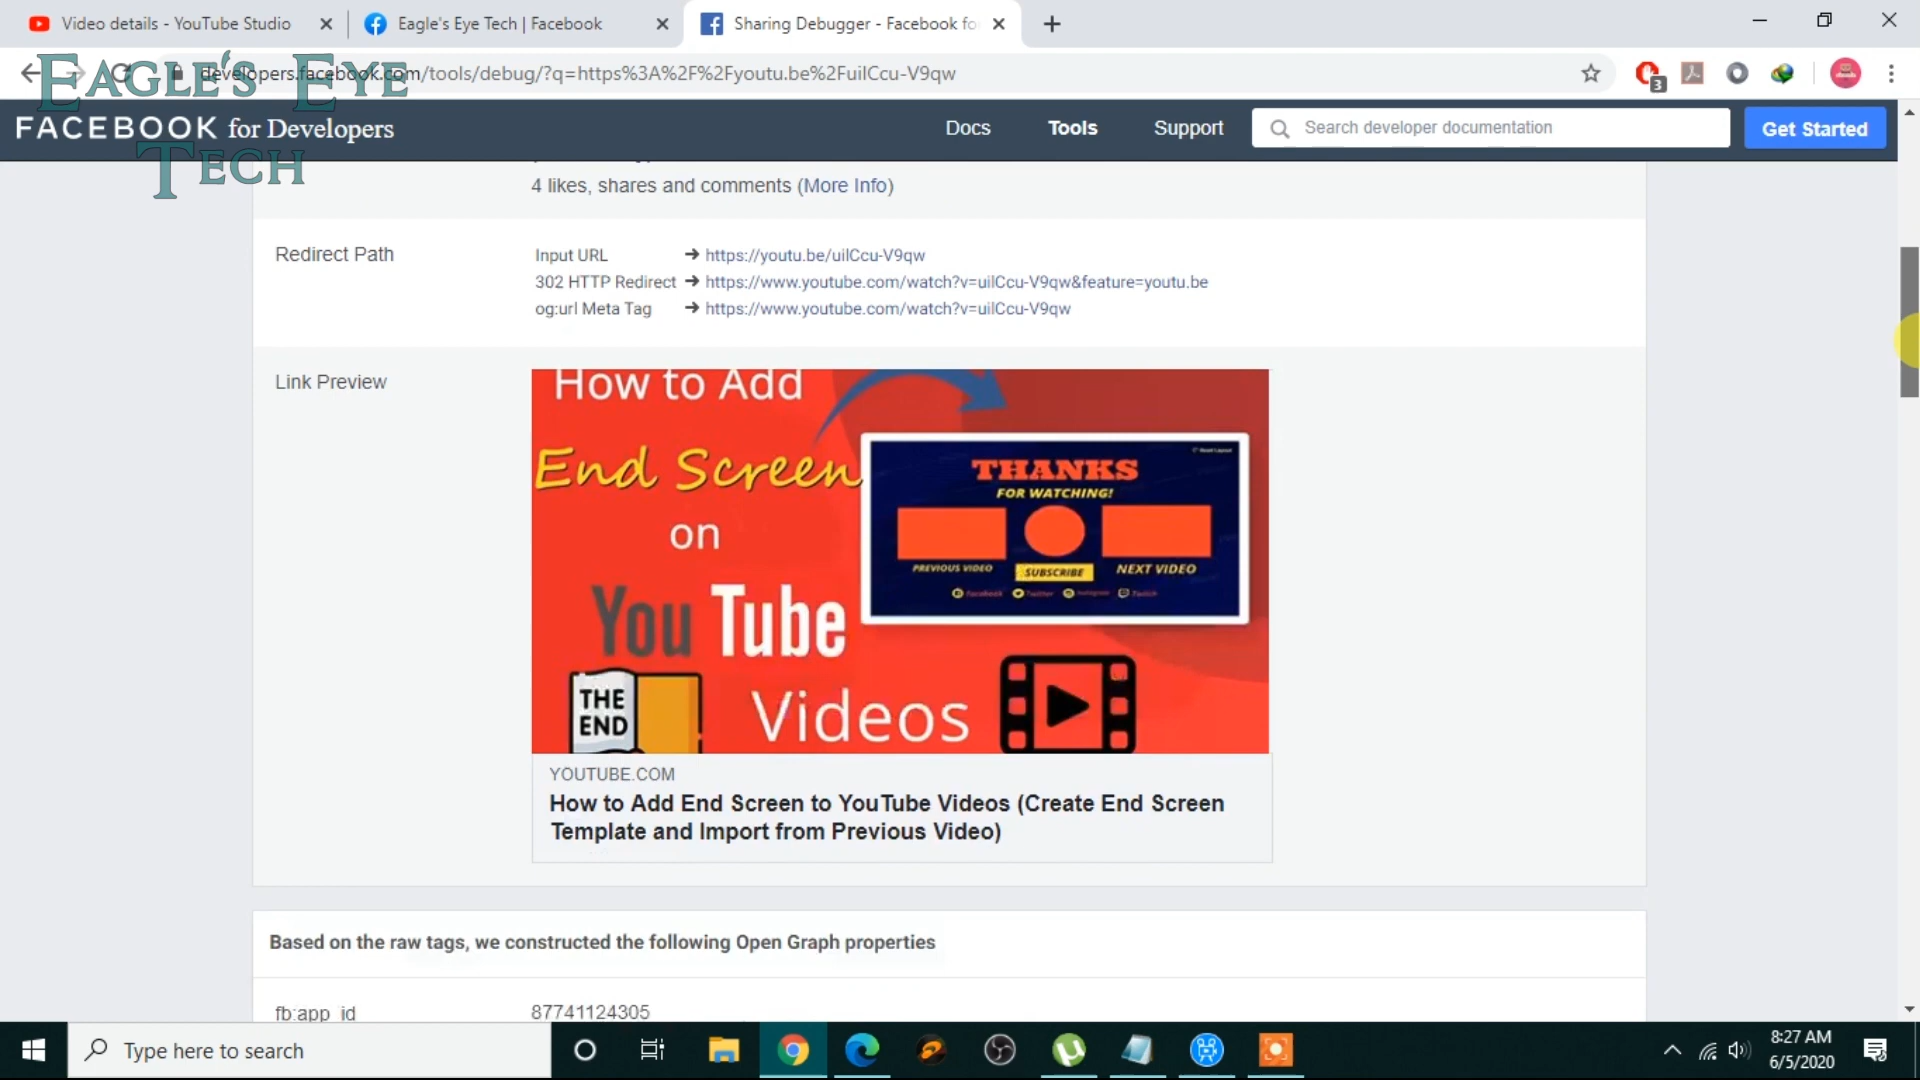 Video details - YouTube Studio
Eagle's Eye Tech | Facebook
Sharing Debugger - Facebook fo
developers.facebook.com/tools/debug/?q=https%3A%2F%2Fyoutu.be%2FuilCcu-V9qw
3
EAGLE'S EYE
TECH
FACEBOOK for Developers
Docs
Tools
Support
Search developer documentation
Get Started
4 likes, shares and comments (More Info)
Redirect Path
Input URL
https://youtu.be/uilCcu-V9qw
302 HTTP Redirect
https://www.youtube.com/watch?v=uilCcu-V9qw&feature=youtu.be
og:url Meta Tag
https://www.youtube.com/watch?v=uilCcu-V9qw
Link Preview
How to Add
End Screen
on
YouTube
Videos
THE
END
THANKS
FOR WATCHING!
PREVIOUS VIDEO
SUBSCRIBE
NEXT VIDEO
Facebook
Twitter
Instagram
Twitch
YOUTUBE.COM
How to Add End Screen to YouTube Videos (Create End Screen
Template and Import from Previous Video)
Based on the raw tags, we constructed the following Open Graph properties
fb:app_id
87741124305
Type here to search
8:27 AM
6/5/2020